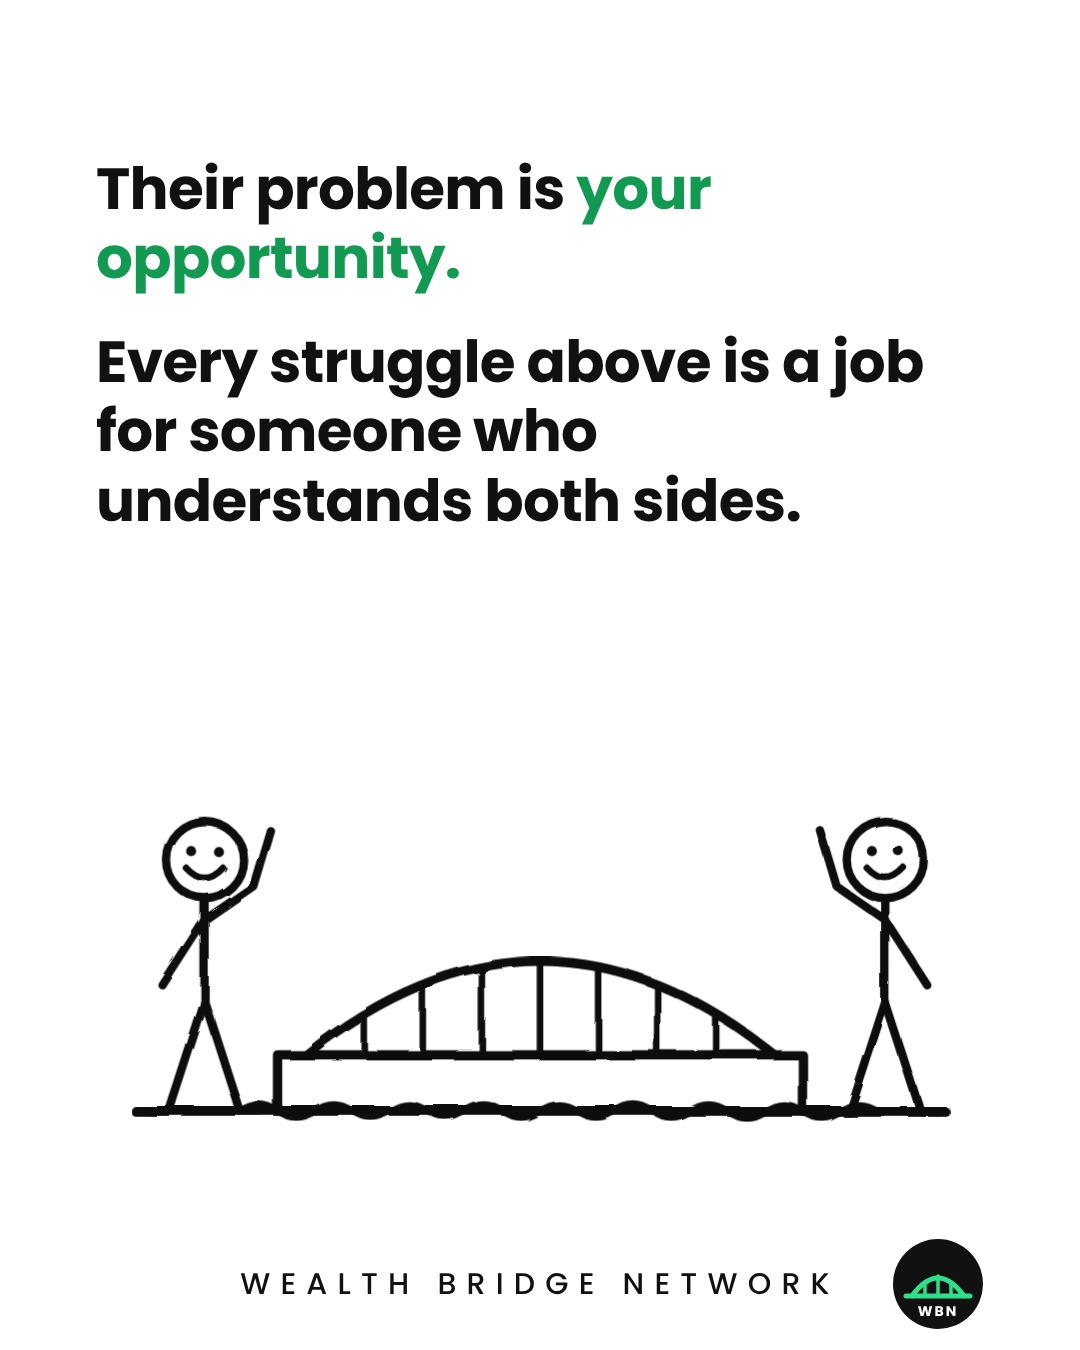 Their problem is your
opportunity.
Every struggle above is a job
for someone who
understands both sides.
WEALTH BRIDGE NETWORK
WBN